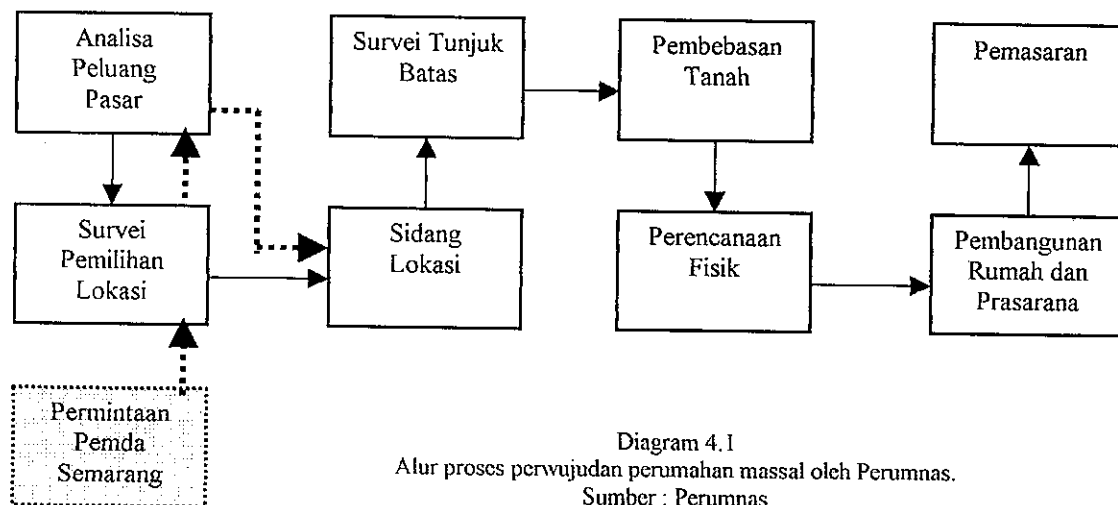 Analisa
Peluang
Pasar
Survei Tunjuk
Batas
Pembebasan
Tanah
Pemasaran
Survei
Pemilihan
Lokasi
Sidang
Lokasi
Perencanaan
Fisik
Pembangunan
Rumah dan
Prasarana
Permintaan
Pemda
Semarang
Diagram 4.1
Alur proses perwujudan perumahan massal oleh Perumnas.
Sumber : Perumnas